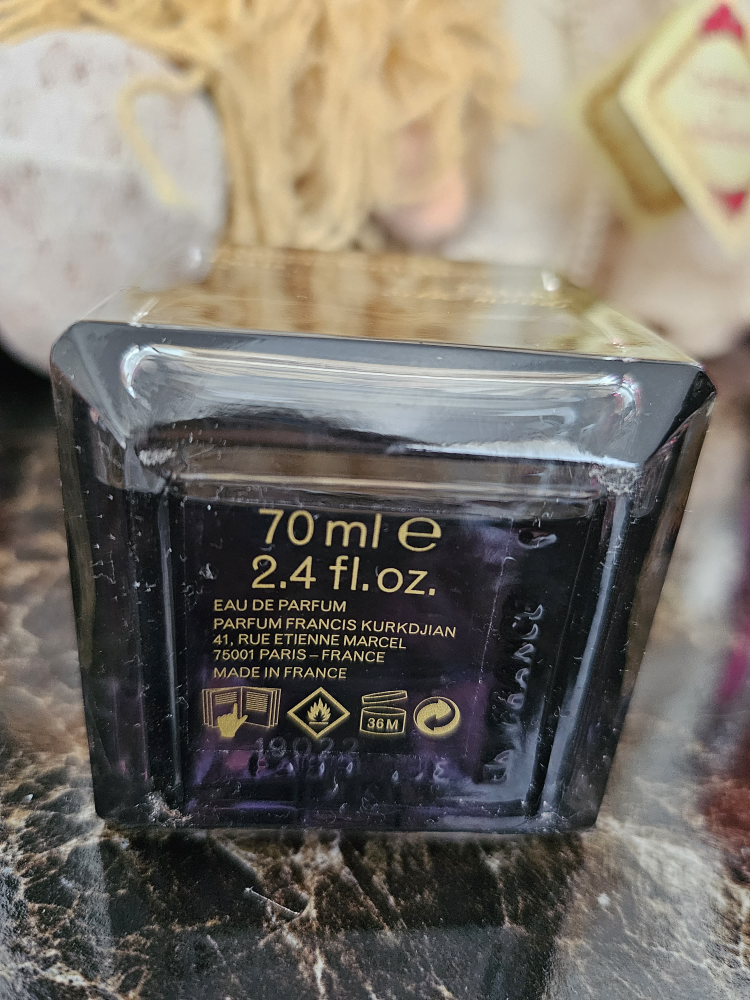 70 ml e
2.4 fl.oz.
EAU DE PARFUM
PARFUM FRANCIS KURKDJIAN
41, RUE ETIENNE MARCEL
75001 PARIS – FRANCE
MADE IN FRANCE
36M
19022